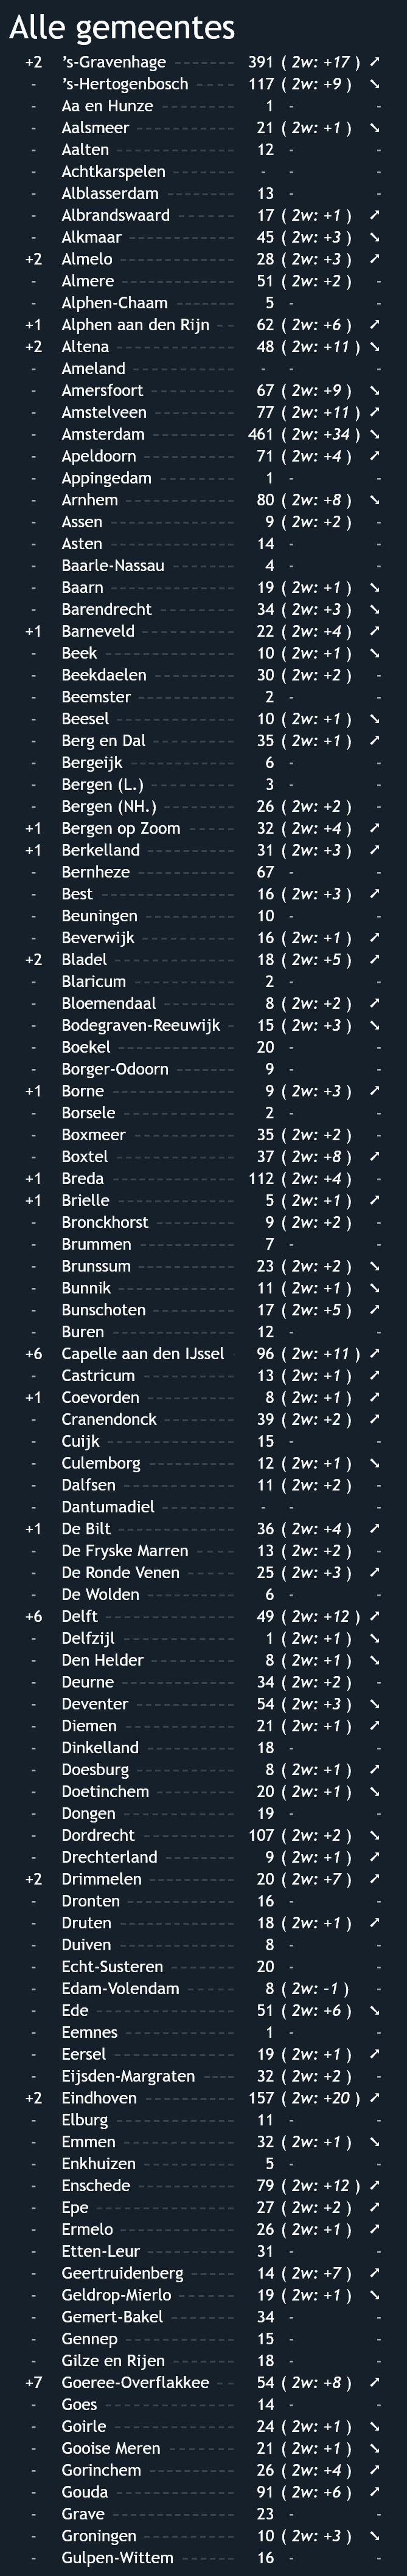 Alle gemeentes
+2 's-Gravenhage 391 ( 2w: +17 ) ↗
- 's-Hertogenbosch 117 ( 2w: +9 ) ↘
- Aa en Hunze 1 - -
- Aalsmeer 21 ( 2w: +1 ) ↘
- Aalten 12 - -
- Achtkarspelen - - -
- Alblasserdam 13 - -
- Albrandswaard 17 ( 2w: +1 ) ↗
- Alkmaar 45 ( 2w: +3 ) ↘
+2 Almelo 28 ( 2w: +3 ) ↗
- Almere 51 ( 2w: +2 ) -
- Alphen-Chaam 5 - -
+1 Alphen aan den Rijn 62 ( 2w: +6 ) ↗
+2 Altena 48 ( 2w: +11 ) ↘
- Ameland - - -
- Amersfoort 67 ( 2w: +9 ) ↘
- Amstelveen 77 ( 2w: +11 ) ↗
- Amsterdam 461 ( 2w: +34 ) ↘
- Apeldoorn 71 ( 2w: +4 ) ↗
- Appingedam 1 - -
- Arnhem 80 ( 2w: +8 ) ↘
- Assen 9 ( 2w: +2 ) -
- Asten 14 - -
- Baarle-Nassau 4 - -
- Baarn 19 ( 2w: +1 ) ↘
- Barendrecht 34 ( 2w: +3 ) ↘
+1 Barneveld 22 ( 2w: +4 ) ↗
- Beek 10 ( 2w: +1 ) ↘
- Beekdaelen 30 ( 2w: +2 ) -
- Beemster 2 - -
- Beesel 10 ( 2w: +1 ) ↘
- Berg en Dal 35 ( 2w: +1 ) ↗
- Bergeijk 6 - -
- Bergen (L.) 3 - -
- Bergen (NH.) 26 ( 2w: +2 ) -
+1 Bergen op Zoom 32 ( 2w: +4 ) ↗
+1 Berkelland 31 ( 2w: +3 ) ↗
- Bernheze 67 - -
- Best 16 ( 2w: +3 ) ↗
- Beuningen 10 - -
- Beverwijk 16 ( 2w: +1 ) ↗
+2 Bladel 18 ( 2w: +5 ) ↗
- Blaricum 2 - -
- Bloemendaal 8 ( 2w: +2 ) ↗
- Bodegraven-Reeuwijk 15 ( 2w: +3 ) ↘
- Boekel 20 - -
- Borger-Odoorn 9 - -
+1 Borne 9 ( 2w: +3 ) ↗
- Borsele 2 - -
- Boxmeer 35 ( 2w: +2 ) -
- Boxtel 37 ( 2w: +8 ) ↗
+1 Breda 112 ( 2w: +4 ) -
+1 Brielle 5 ( 2w: +1 ) ↗
- Bronckhorst 9 ( 2w: +2 ) -
- Brummen 7 - -
- Brunssum 23 ( 2w: +2 ) ↘
- Bunnik 11 ( 2w: +1 ) ↘
- Bunschoten 17 ( 2w: +5 ) ↗
- Buren 12 - -
+6 Capelle aan den IJssel 96 ( 2w: +11 ) ↗
- Castricum 13 ( 2w: +1 ) ↗
+1 Coevorden 8 ( 2w: +1 ) ↗
- Cranendonck 39 ( 2w: +2 ) ↗
- Cuijk 15 - -
- Culemborg 12 ( 2w: +1 ) ↘
- Dalfsen 11 ( 2w: +2 ) -
- Dantumadiel - - -
+1 De Bilt 36 ( 2w: +4 ) ↗
- De Fryske Marren 13 ( 2w: +2 ) -
- De Ronde Venen 25 ( 2w: +3 ) ↗
- De Wolden 6 - -
+6 Delft 49 ( 2w: +12 ) ↗
- Delfzijl 1 ( 2w: +1 ) ↘
- Den Helder 8 ( 2w: +1 ) ↘
- Deurne 34 ( 2w: +2 ) -
- Deventer 54 ( 2w: +3 ) ↘
- Diemen 21 ( 2w: +1 ) ↗
- Dinkelland 18 - -
- Doesburg 8 ( 2w: +1 ) ↗
- Doetinchem 20 ( 2w: +1 ) ↘
- Dongen 19 - -
- Dordrecht 107 ( 2w: +2 ) ↘
- Drechterland 9 ( 2w: +1 ) ↗
+2 Drimmelen 20 ( 2w: +7 ) ↗
- Dronten 16 - -
- Druten 18 ( 2w: +1 ) ↗
- Duiven 8 - -
- Echt-Susteren 20 - -
- Edam-Volendam 8 ( 2w: -1 ) -
- Ede 51 ( 2w: +6 ) ↘
- Eemnes 1 - -
- Eersel 19 ( 2w: +1 ) ↗
- Eijsden-Margraten 32 ( 2w: +2 ) -
+2 Eindhoven 157 ( 2w: +20 ) ↗
- Elburg 11 - -
- Emmen 32 ( 2w: +1 ) ↘
- Enkhuizen 5 - -
- Enschede 79 ( 2w: +12 ) ↗
- Epe 27 ( 2w: +2 ) ↗
- Ermelo 26 ( 2w: +1 ) ↗
- Etten-Leur 31 - -
- Geertruidenberg 14 ( 2w: +7 ) ↗
- Geldrop-Mierlo 19 ( 2w: +1 ) ↘
- Gemert-Bakel 34 - -
- Gennep 15 - -
- Gilze en Rijen 18 - -
+7 Goeree-Overflakkee 54 ( 2w: +8 ) ↗
- Goes 14 - -
- Goirle 24 ( 2w: +1 ) ↘
- Gooise Meren 21 ( 2w: +1 ) ↘
- Gorinchem 26 ( 2w: +4 ) ↗
- Gouda 91 ( 2w: +6 ) ↗
- Grave 23 - -
- Groningen 10 ( 2w: +3 ) ↘
- Gulpen-Wittem 16 - -